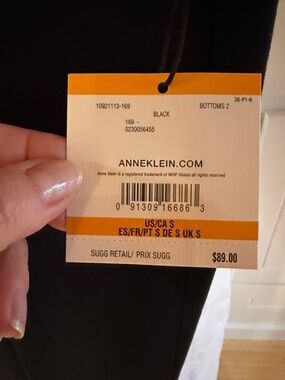 35-P1-6
10921113-169 BLACK BOTTOMS 2
169 -
0230056455
ANNEKLEIN.COM
Anne Klein is a registered trademark of WHP Global all rights reserved
0 91309 16686 3
US/CA S
ES/FR/PT S DE S UK S
SUGG RETAIL/ PRIX SUGG $89.00